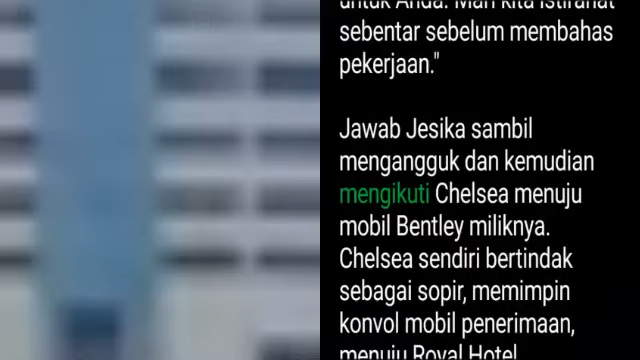 untuk Anda. Mari kita istirahat
sebentar sebelum membahas
pekerjaan."
Jawab Jesika sambil
mengangguk dan kemudian
mengikuti Chelsea menuju
mobil Bentley miliknya.
Chelsea sendiri bertindak
sebagai sopir, memimpin
konvoi mobil penerimaan,
menuju Royal Hotel